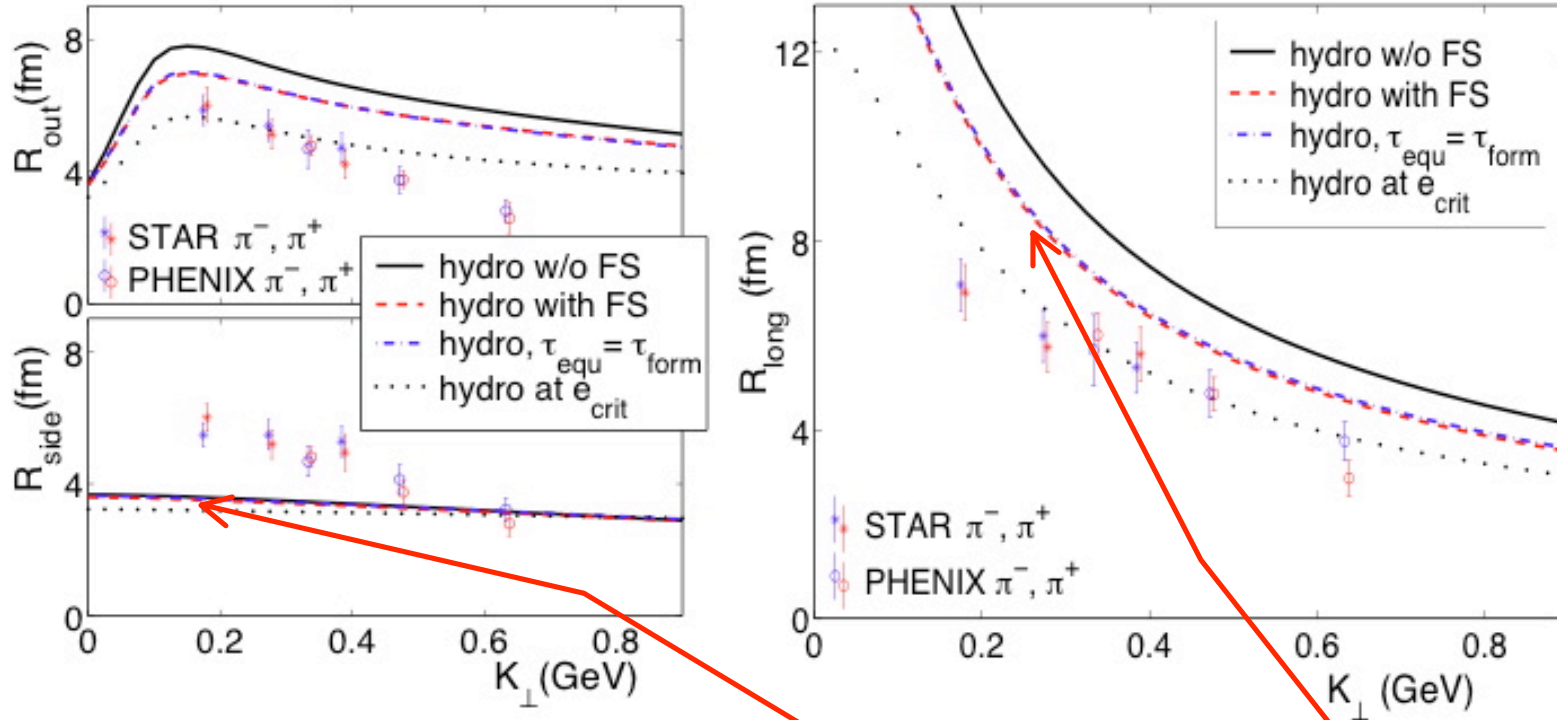 R_out(fm)
8
4
0
STAR π⁻, π⁺
PHENIX π⁻, π⁺
hydro w/o FS
hydro with FS
hydro, τ_equ = τ_form
hydro at e_crit
R_side(fm)
8
4
0
0 0.2 0.4 0.6 0.8
K_⊥(GeV)
R_long (fm)
12
8
4
0
hydro w/o FS
hydro with FS
hydro, τ_equ = τ_form
hydro at e_crit
STAR π⁻, π⁺
PHENIX π⁻, π⁺
0 0.2 0.4 0.6 0.8
K_⊥ (GeV)